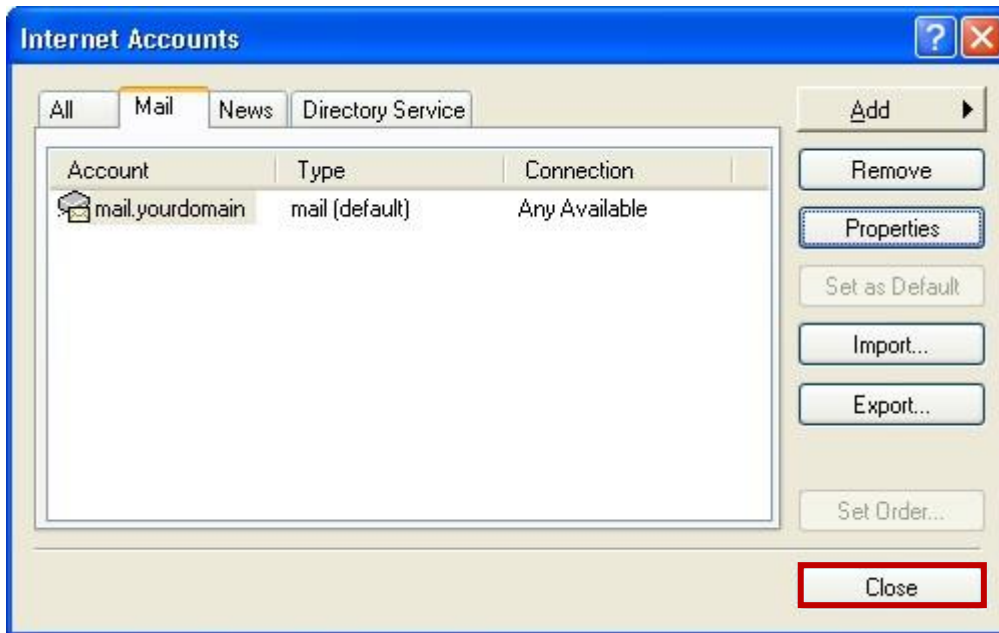 Internet Accounts
?
All Mail News Directory Service
Add
Account Type Connection
Remove
mail.yourdomain mail (default) Any Available
Properties
Set as Default
Import...
Export...
Set Order...
Close